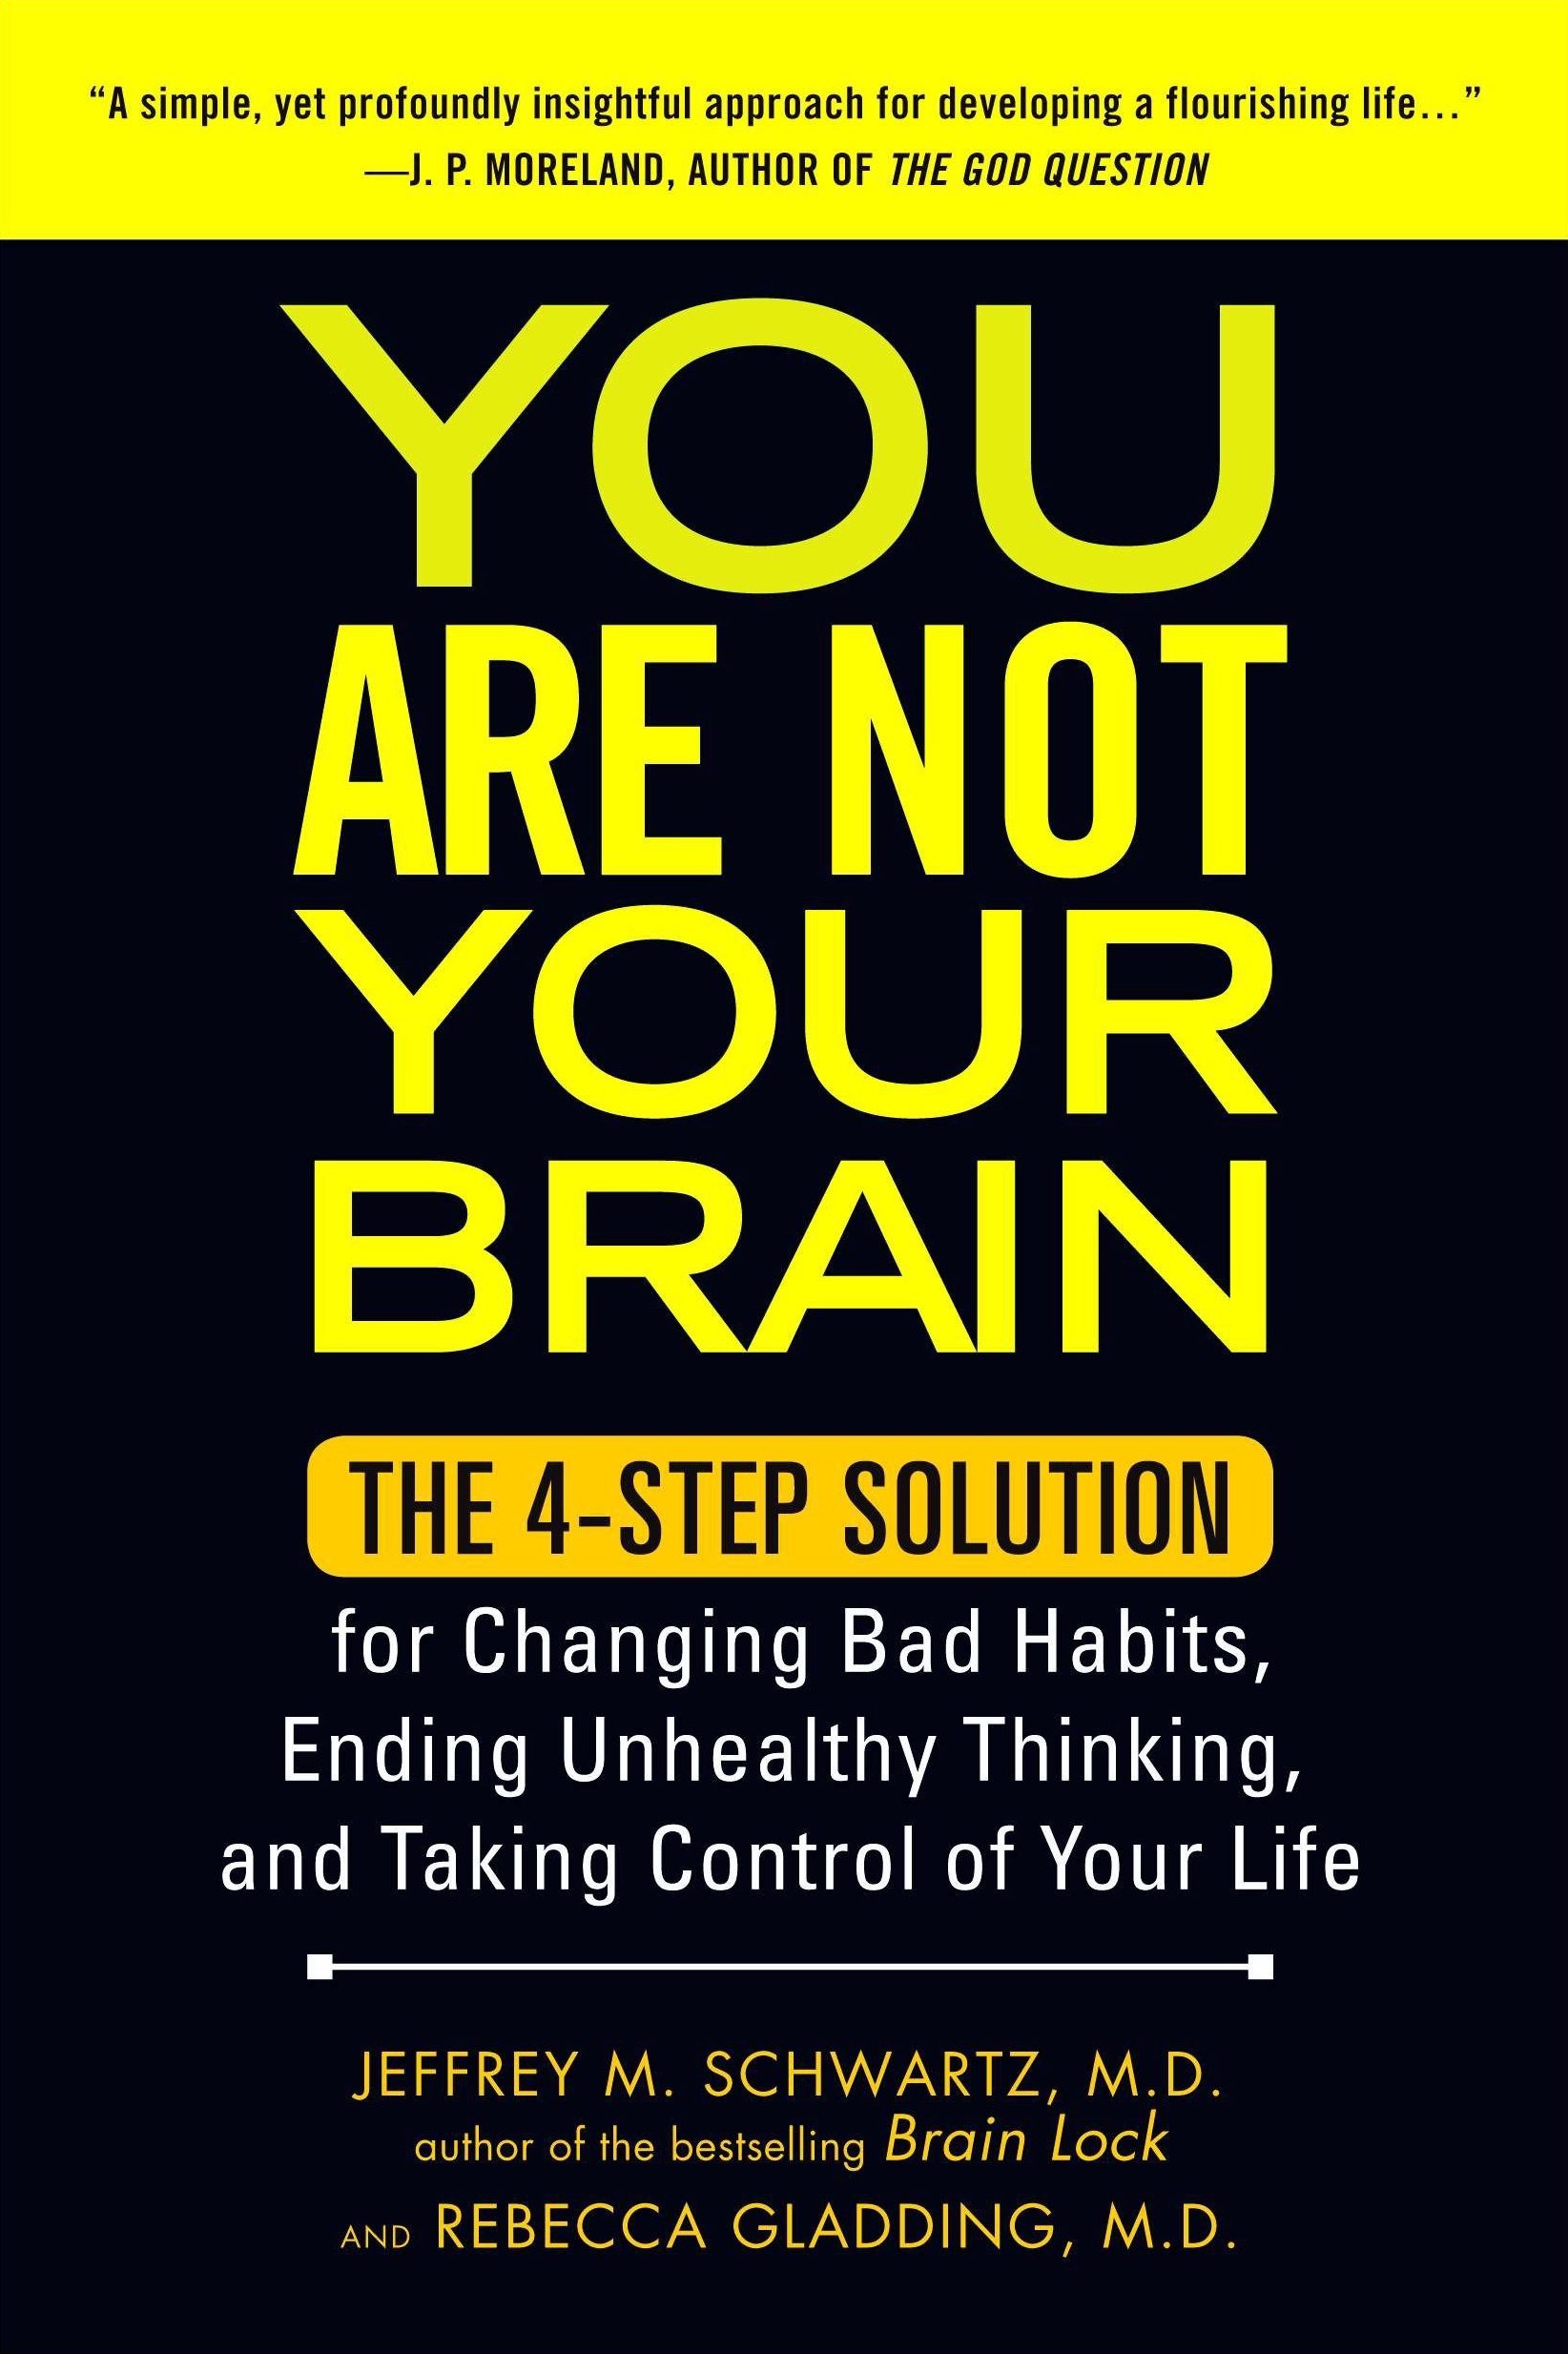 “A simple, yet profoundly insightful approach for developing a flourishing life…”
—J. P. MORELAND, AUTHOR OF THE GOD QUESTION
YOU
ARE NOT
YOUR
BRAIN
THE 4-STEP SOLUTION
for Changing Bad Habits,
Ending Unhealthy Thinking,
and Taking Control of Your Life
JEFFREY M. SCHWARTZ, M.D.
author of the bestselling Brain Lock
AND REBECCA GLADDING, M.D.